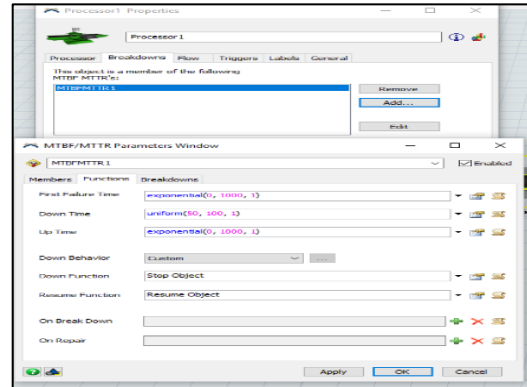 Processor1 Properties
Processor1
Processor Breakdowns Flow Triggers Labels General
This object is a member of the following
MTBF MTTR's:
MTBFMTTR1
Remove
Add...
Edit
MTBF/MTTR Parameters Window
MTBFMTTR1
Enabled
Members Functions Breakdowns
First Failure Time exponential(0, 1000, 1)
Down Time uniform(50, 100, 1)
Up Time exponential(0, 1000, 1)
Down Behavior Custom ...
Down Function Stop Object
Resume Function Resume Object
On Break Down
On Repair
Apply OK Cancel